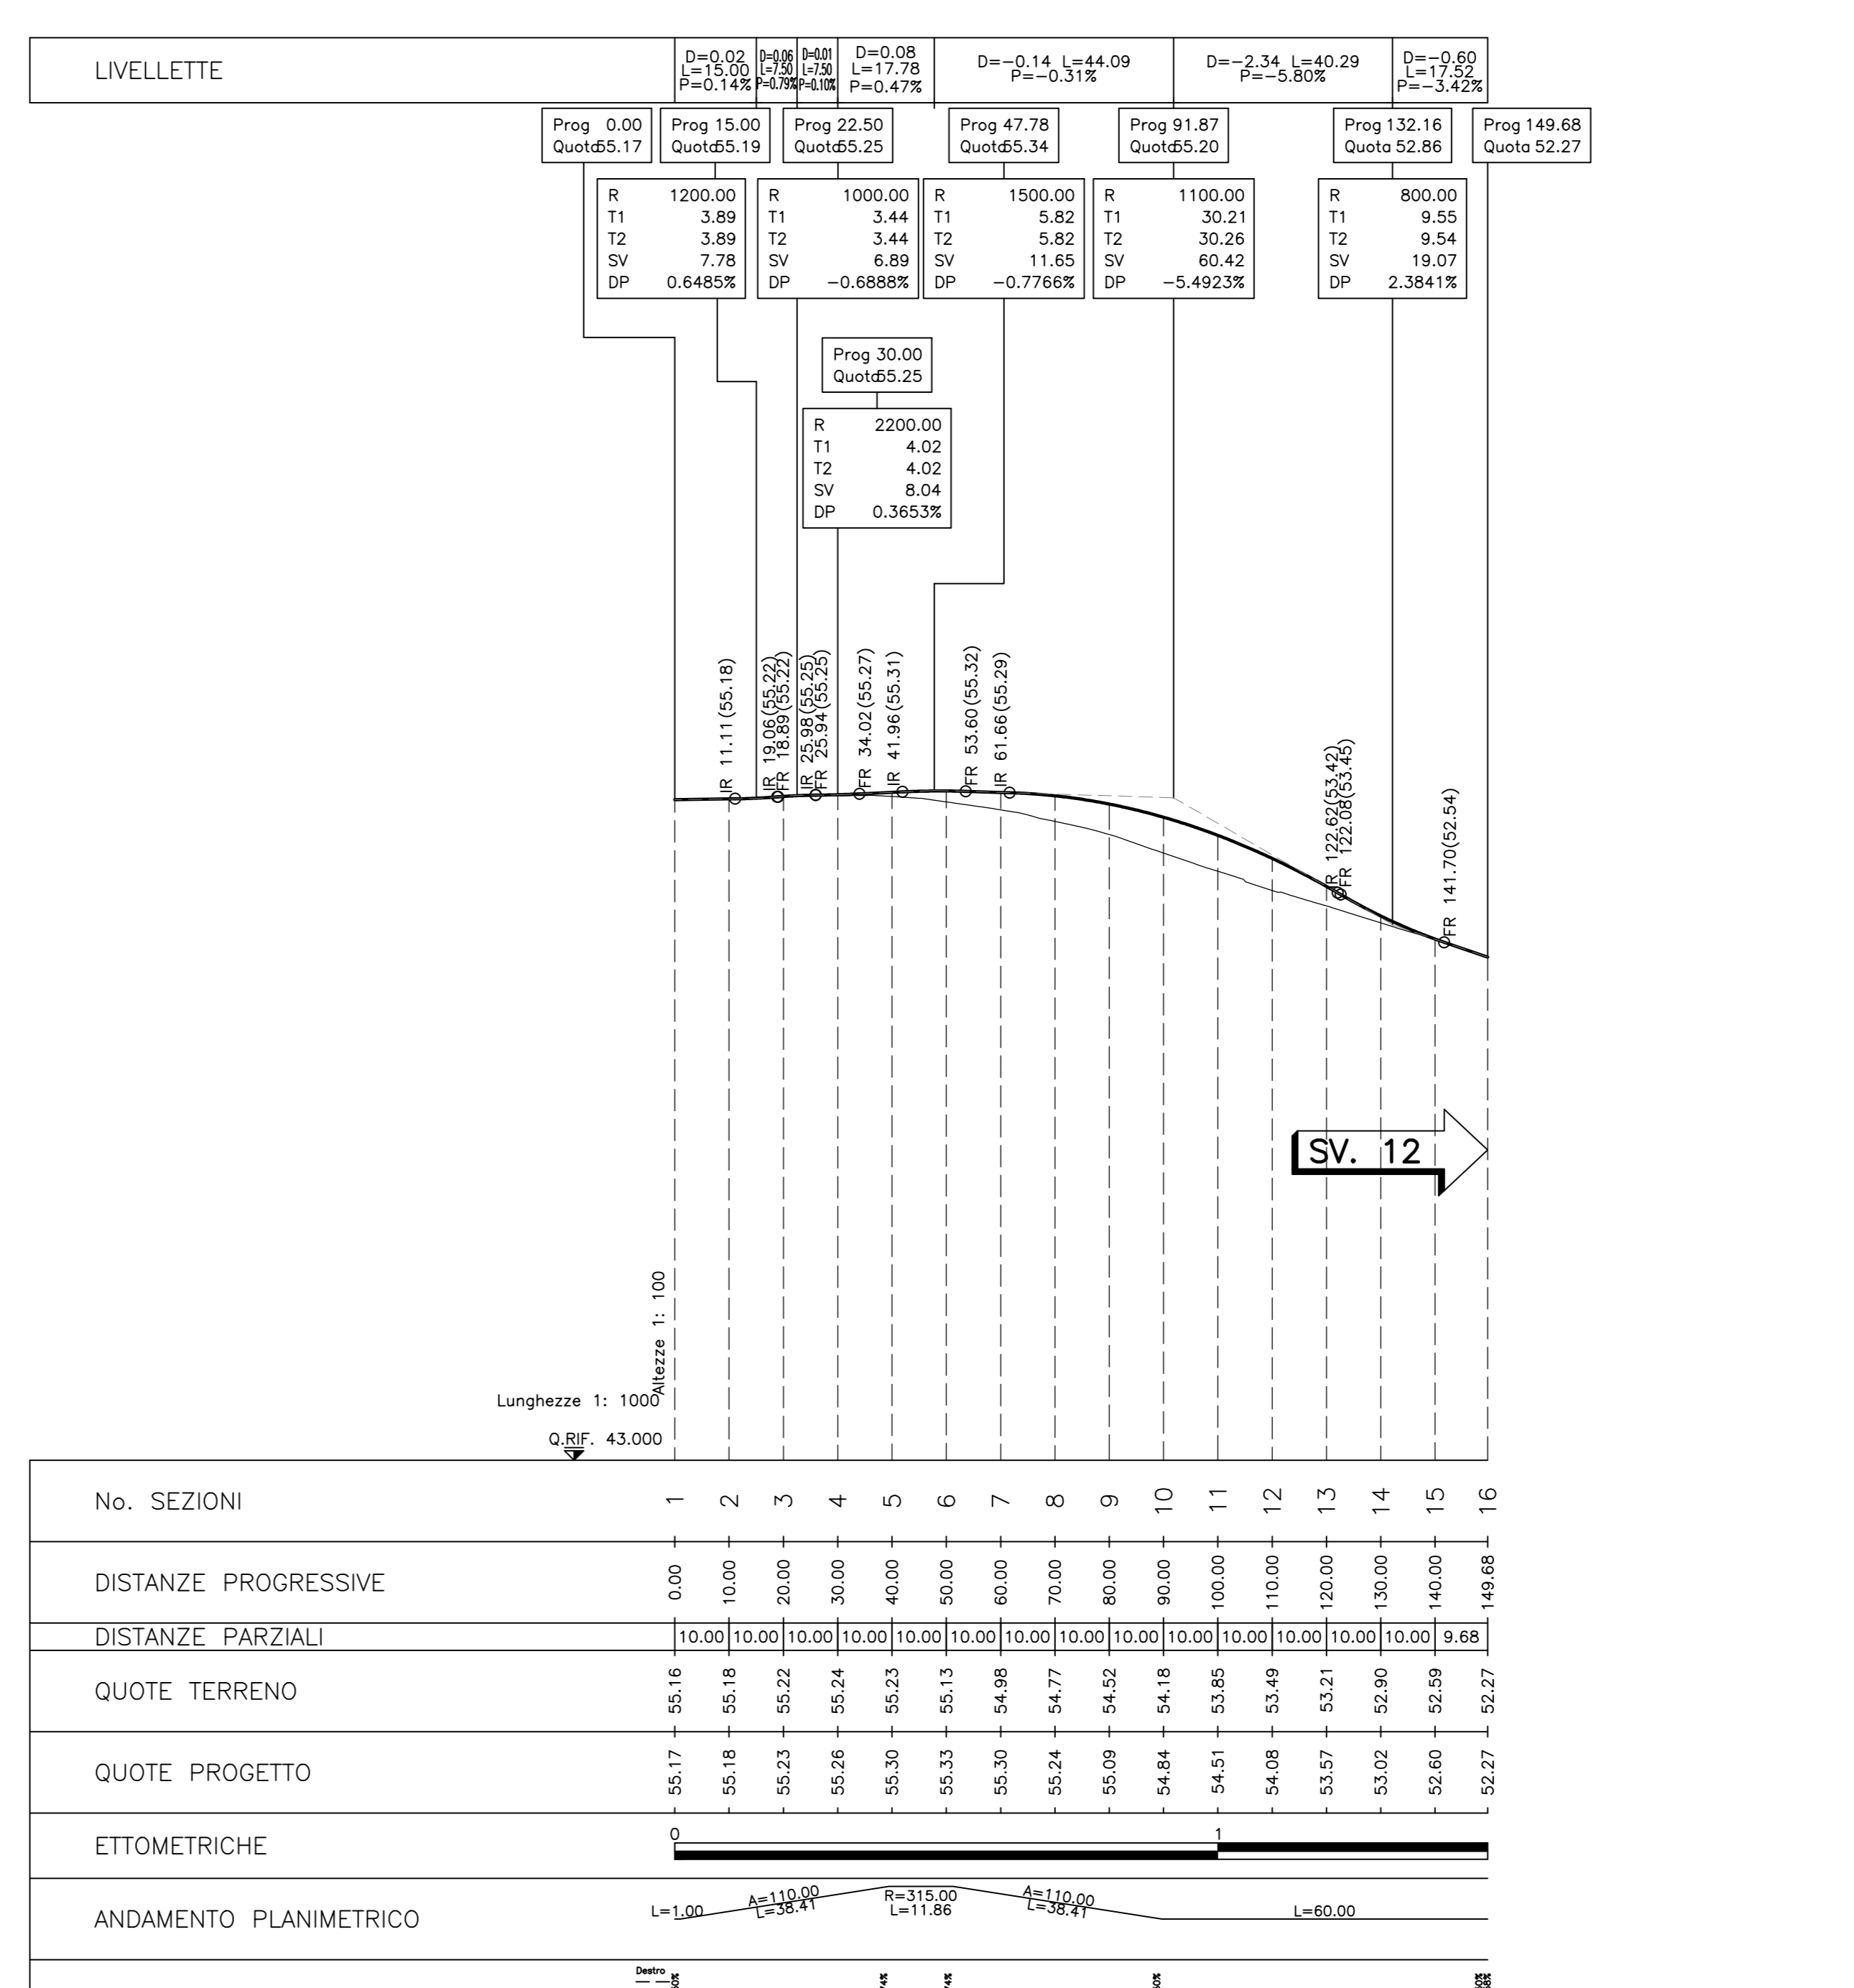 LIVELLETTE
D=0.02
L=15.00
P=0.14%
D=0.06
L=7.50
P=0.79%
D=0.01
L=7.50
P=0.10%
D=0.08
L=17.78
P=0.47%
D=−0.14 L=44.09
P=−0.31%
D=−2.34 L=40.29
P=−5.80%
D=−0.60
L=17.52
P=−3.42%
Prog 0.00
Quota 55.17
Prog 15.00
Quota 55.19
Prog 22.50
Quota 55.25
Prog 47.78
Quota 55.34
Prog 91.87
Quota 55.20
Prog 132.16
Quota 52.86
Prog 149.68
Quota 52.27
R 1200.00
T1 3.89
T2 3.89
SV 7.78
DP 0.6485%
R 1000.00
T1 3.44
T2 3.44
SV 6.89
DP −0.6888%
R 1500.00
T1 5.82
T2 5.82
SV 11.65
DP −0.7766%
R 1100.00
T1 30.21
T2 30.26
SV 60.42
DP −5.4923%
R 800.00
T1 9.55
T2 9.54
SV 19.07
DP 2.3841%
Prog 30.00
Quota 55.25
R 2200.00
T1 4.02
T2 4.02
SV 8.04
DP 0.3653%
IR 11.11(55.18)
IR 19.06(55.22)
FR 18.89(55.22)
IR 25.98(55.25)
FR 25.94(55.25)
FR 34.02(55.27)
IR 41.96(55.31)
FR 53.60(55.32)
IR 61.66(55.29)
IR 122.62(53.42)
FR 122.08(53.45)
FR 141.70(52.54)
SV. 12
Altezze 1: 100
Lunghezze 1: 1000
Q.RIF. 43.000
No. SEZIONI 1 2 3 4 5 6 7 8 9 10 11 12 13 14 15 16
DISTANZE PROGRESSIVE 0.00 10.00 20.00 30.00 40.00 50.00 60.00 70.00 80.00 90.00 100.00 110.00 120.00 130.00 140.00 149.68
DISTANZE PARZIALI 10.00 10.00 10.00 10.00 10.00 10.00 10.00 10.00 10.00 10.00 10.00 10.00 10.00 10.00 9.68
QUOTE TERRENO 55.16 55.18 55.22 55.24 55.23 55.13 54.98 54.77 54.52 54.18 53.85 53.49 53.21 52.90 52.59 52.27
QUOTE PROGETTO 55.17 55.18 55.23 55.26 55.30 55.33 55.30 55.24 55.09 54.84 54.51 54.08 53.57 53.02 52.60 52.27
ETTOMETRICHE 0 1
ANDAMENTO PLANIMETRICO
L=1.00
A=110.00
L=38.41
R=315.00
L=11.86
A=110.00
L=38.41
L=60.00
Destro